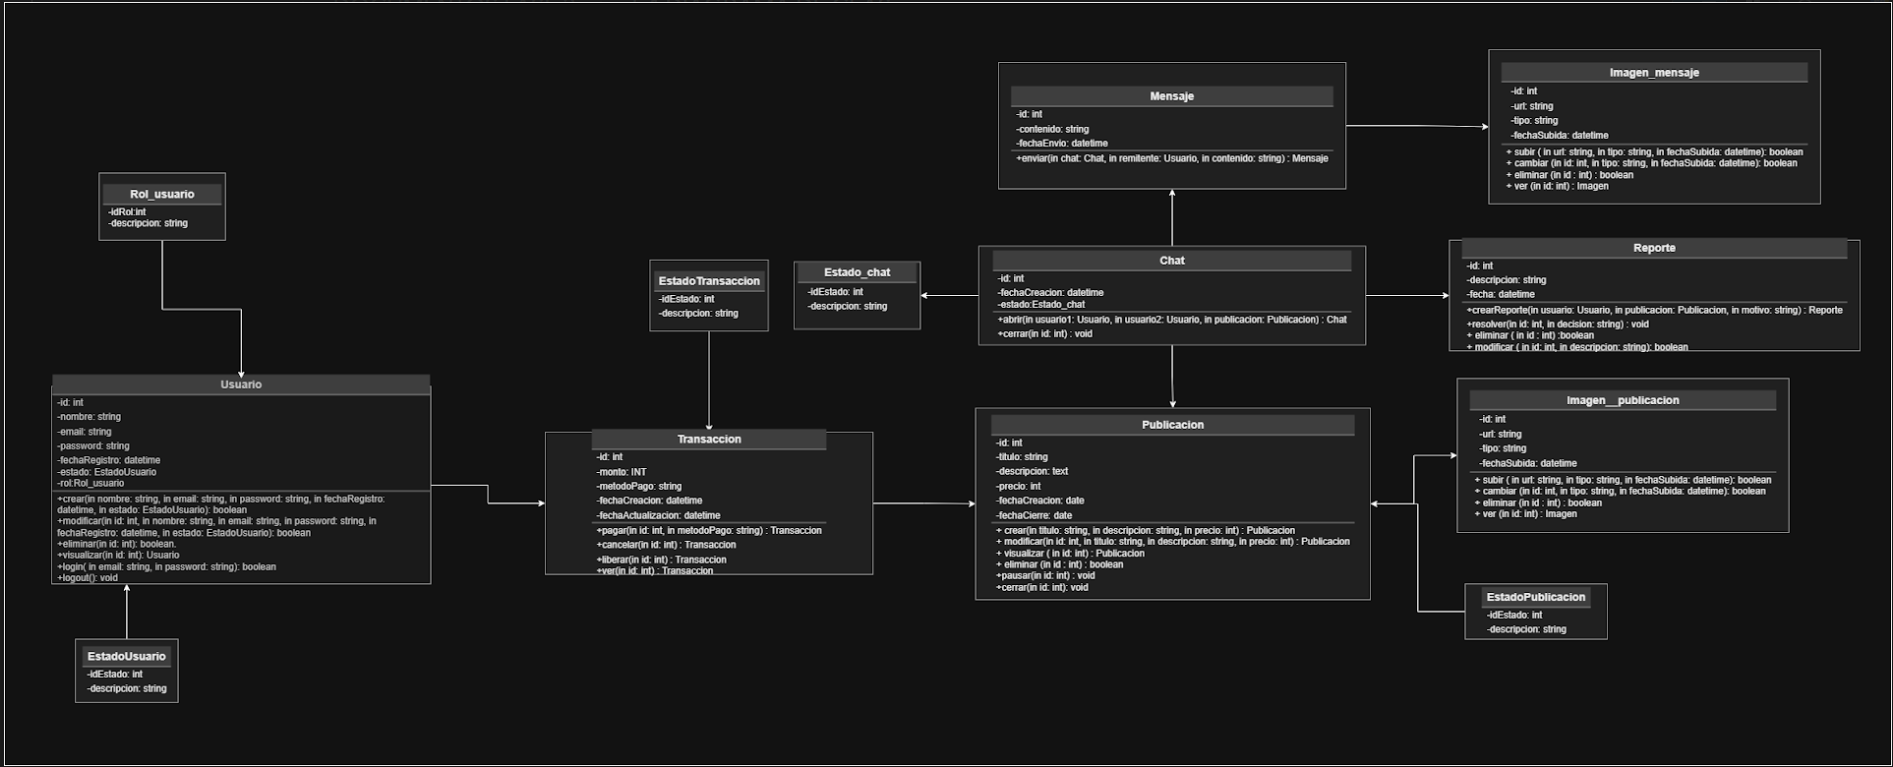 Rol_usuario
-idRol:int
-descripcion: string
Usuario
-id: int
-nombre: string
-email: string
-password: string
-fechaRegistro: datetime
-estado: EstadoUsuario
-rol:Rol_usuario
+crear(in nombre: string, in email: string, in password: string, in fechaRegistro:
datetime, in estado: EstadoUsuario): boolean
+modificar(in id: int, in nombre: string, in email: string, in password: string, in
fechaRegistro: datetime, in estado: EstadoUsuario): boolean
+eliminar(in id: int): boolean.
+visualizar(in id: int): Usuario
+login( in email: string, in password: string): boolean
+logout(): void
EstadoUsuario
-idEstado: int
-descripcion: string
EstadoTransaccion
-idEstado: int
-descripcion: string
Transaccion
-id: int
-monto: INT
-metodoPago: string
-fechaCreacion: datetime
-fechaActualizacion: datetime
+pagar(in id: int, in metodoPago: string) : Transaccion
+cancelar(in id: int) : Transaccion
+liberar(in id: int) : Transaccion
+ver(in id: int) : Transaccion
Estado_chat
-idEstado: int
-descripcion: string
Mensaje
-id: int
-contenido: string
-fechaEnvio: datetime
+enviar(in chat: Chat, in remitente: Usuario, in contenido: string) : Mensaje
Chat
-id: int
-fechaCreacion: datetime
-estado:Estado_chat
+abrir(in usuario1: Usuario, in usuario2: Usuario, in publicacion: Publicacion) : Chat
+cerrar(in id: int) : void
Publicacion
-id: int
-titulo: string
-descripcion: text
-precio: int
-fechaCreacion: date
-fechaCierre: date
+ crear(in titulo: string, in descripcion: string, in precio: int) : Publicacion
+ modificar(in id: int, in titulo: string, in descripcion: string, in precio: int) : Publicacion
+ visualizar ( in id: int) : Publicacion
+ eliminar (in id: int) : boolean
+pausar(in id: int) : void
+cerrar(in id: int): void
Imagen_mensaje
-id: int
-url: string
-tipo: string
-fechaSubida: datetime
+ subir ( in url: string, in tipo: string, in fechaSubida: datetime): boolean
+ cambiar (in id: int, in tipo: string, in fechaSubida: datetime): boolean
+ eliminar (in id : int) : boolean
+ ver (in id: int) : Imagen
Reporte
-id: int
-descripcion: string
-fecha: datetime
+crearReporte(in usuario: Usuario, in publicacion: Publicacion, in motivo: string) : Reporte
+resolver(in id: int, in decision: string) : void
+ eliminar ( in id : int) :boolean
+ modificar ( in id: int, in descripcion: string): boolean
Imagen__publicacion
-id: int
-url: string
-tipo: string
-fechaSubida: datetime
+ subir ( in url: string, in tipo: string, in fechaSubida: datetime): boolean
+ cambiar (in id: int, in tipo: string, in fechaSubida: datetime): boolean
+ eliminar (in id: int) : boolean
+ ver (in id: int) : Imagen
EstadoPublicacion
-idEstado: int
-descripcion: string